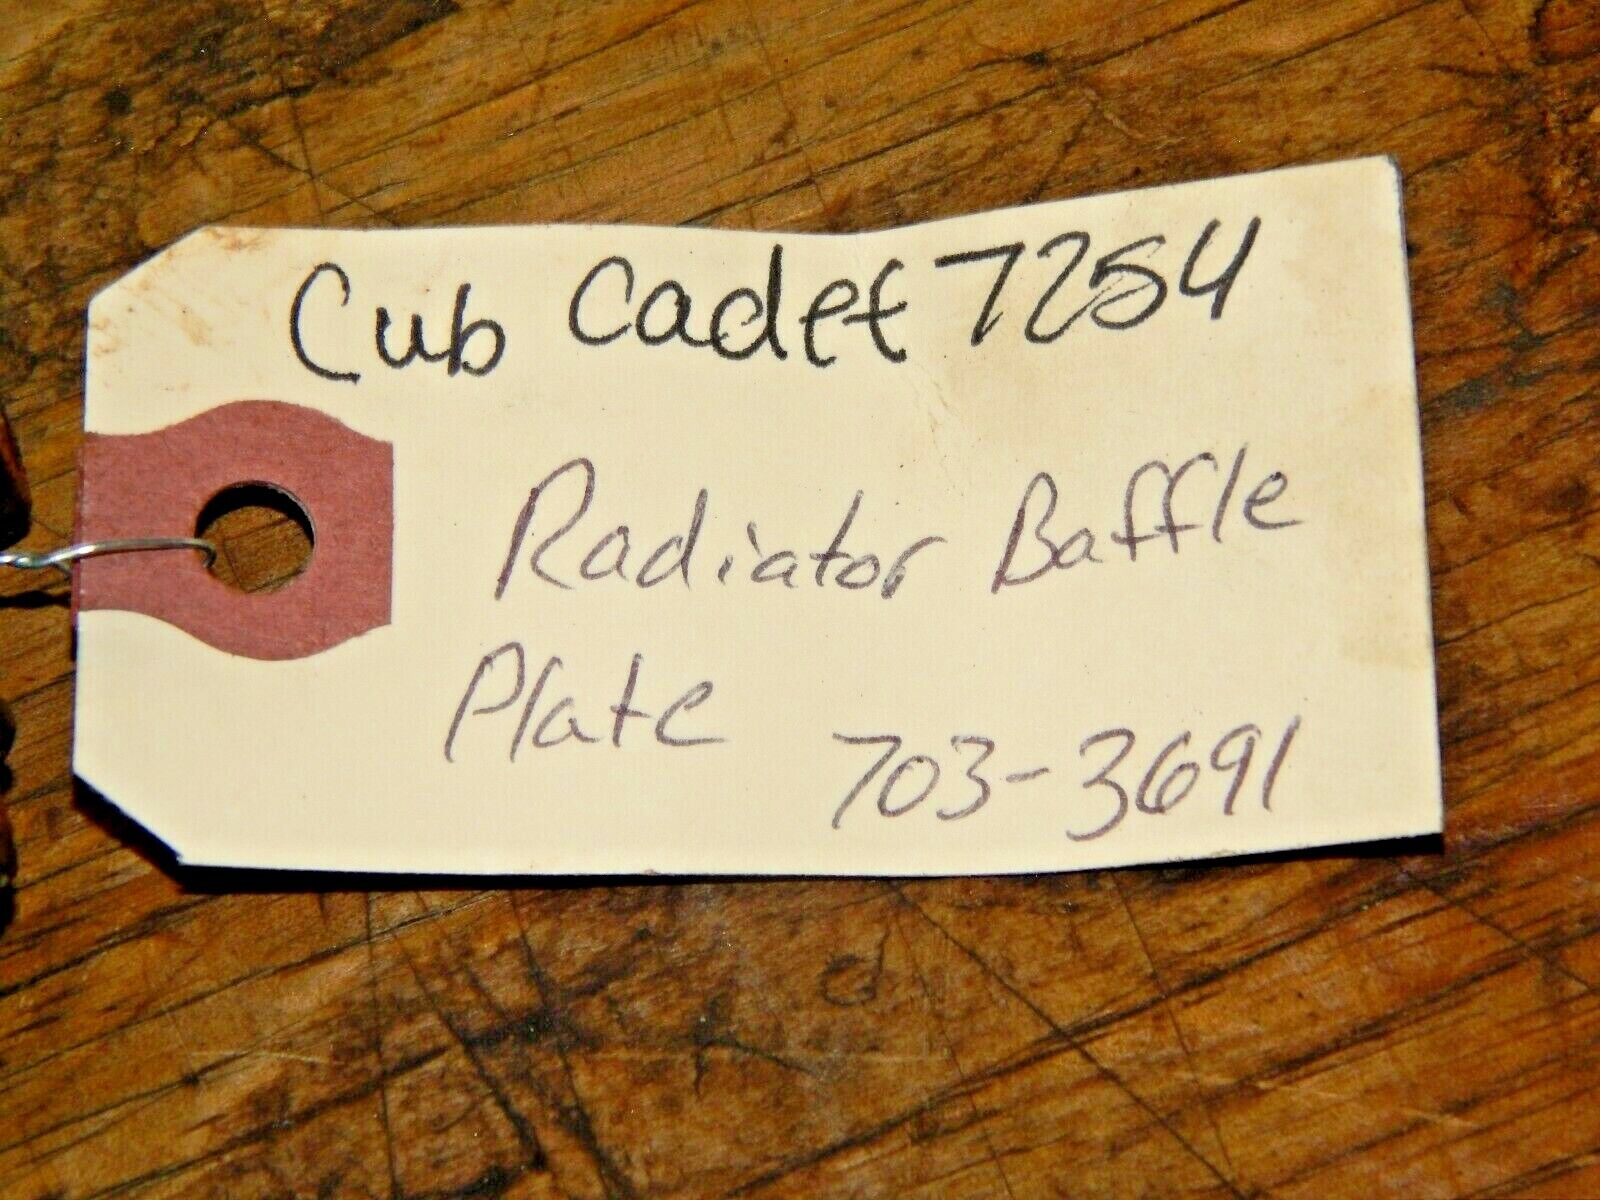 Cub Cadet 7254
Radiator Baffle
Plate 703-3691